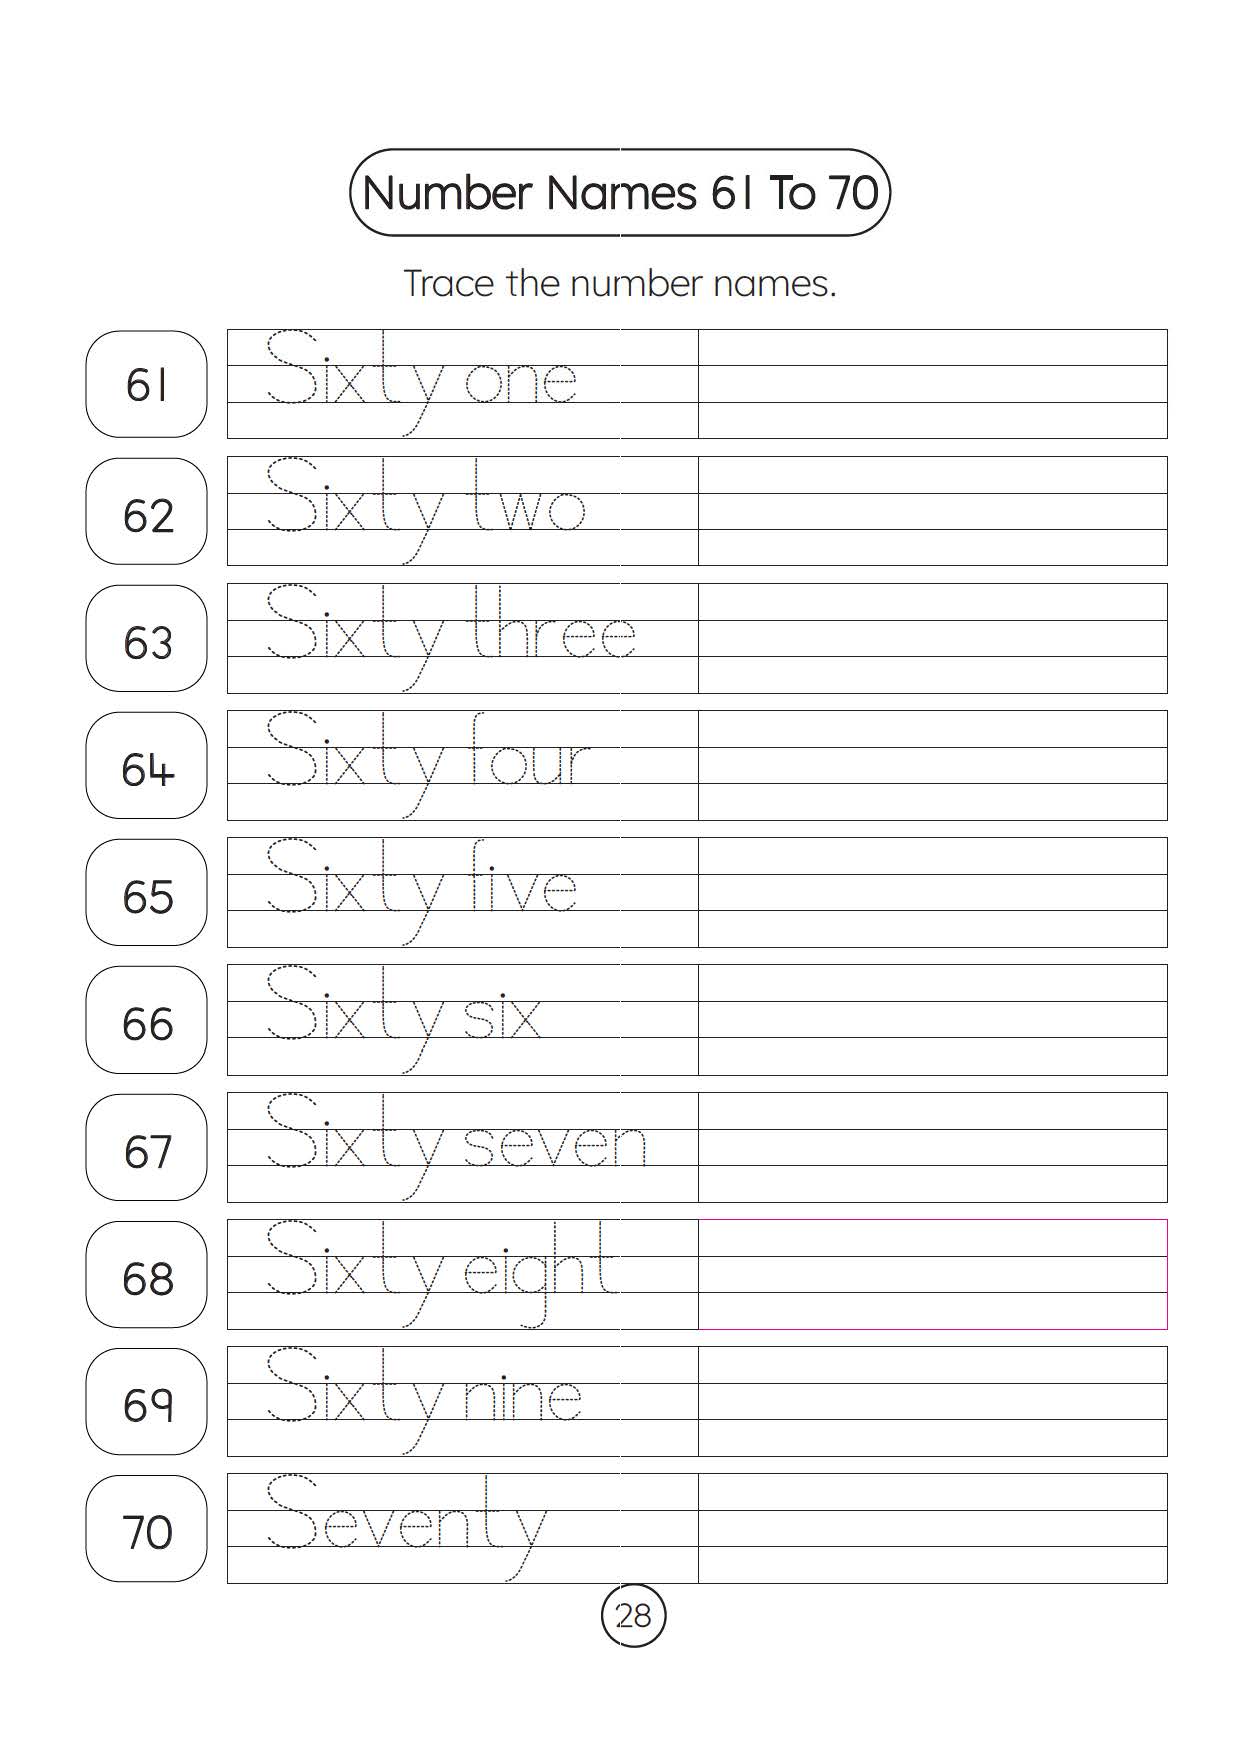 Number Names 61 To 70
Trace the number names.
61 Sixty one
62 Sixty two
63 Sixty three
64 Sixty four
65 Sixty five
66 Sixty six
67 Sixty seven
68 Sixty eight
69 Sixty nine
70 Seventy
28